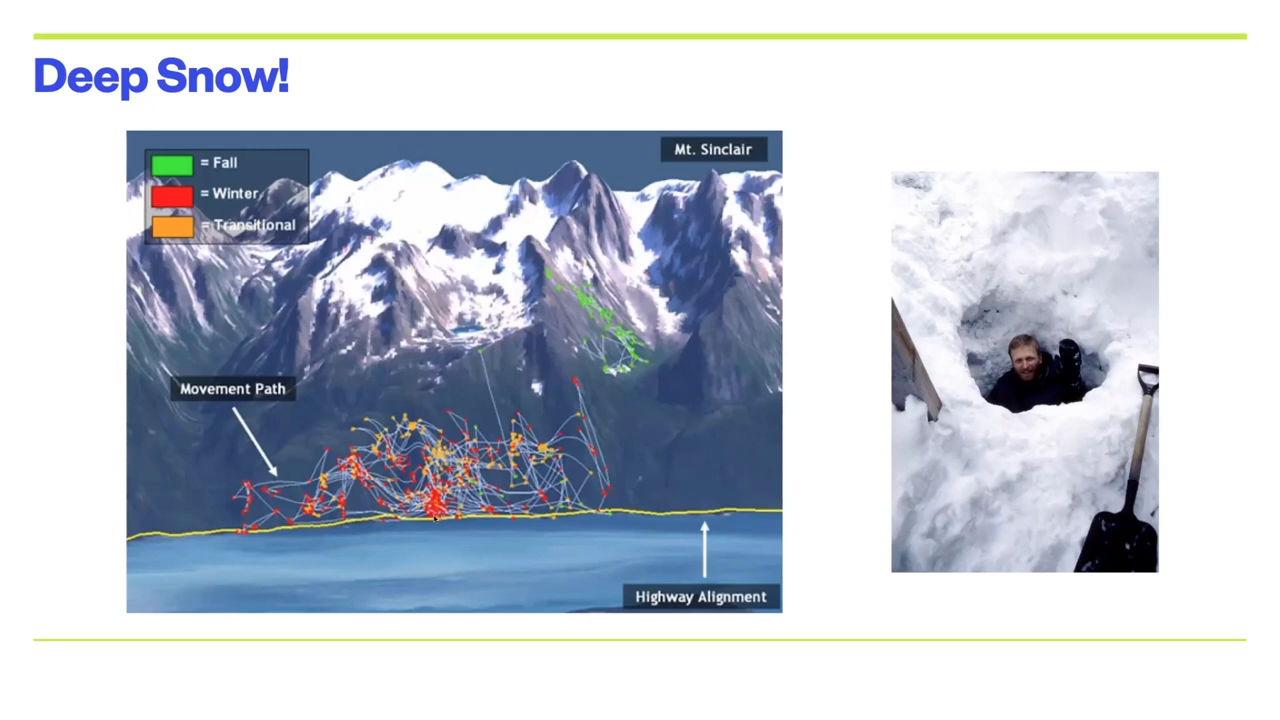 Deep Snow!
Mt. Sinclair
= Fall
= Winter
= Transitional
Movement Path
Highway Alignment